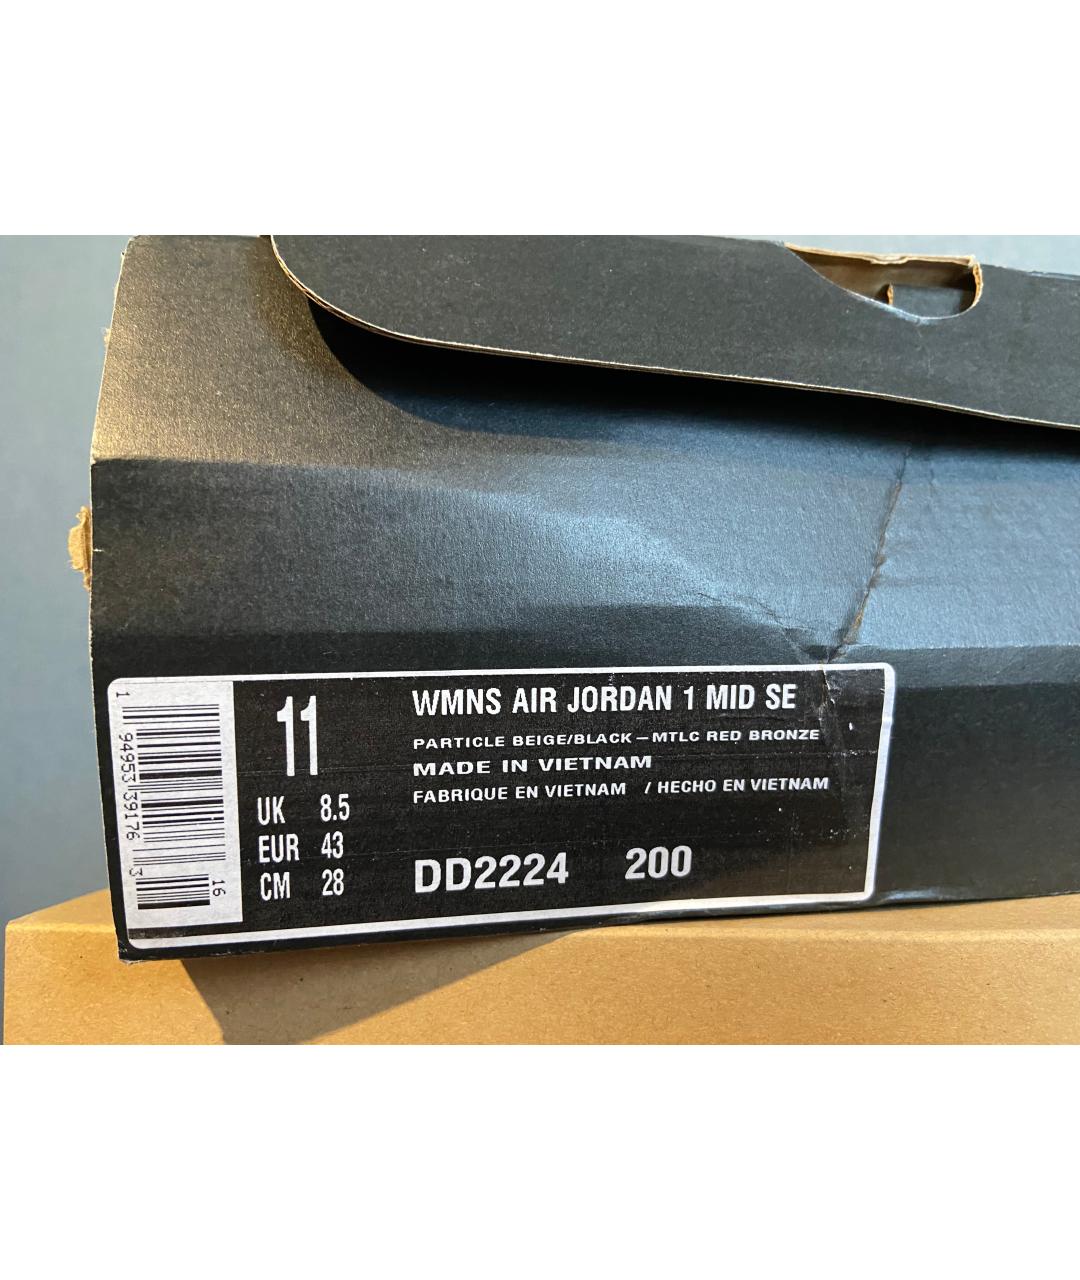 11
UK 8.5
EUR 43
CM 28
WMNS AIR JORDAN 1 MID SE
PARTICLE BEIGE/BLACK–MTLC RED BRONZE
MADE IN VIETNAM
FABRIQUE EN VIETNAM / HECHO EN VIETNAM
DD2224 200
1 94953 39176 3
16